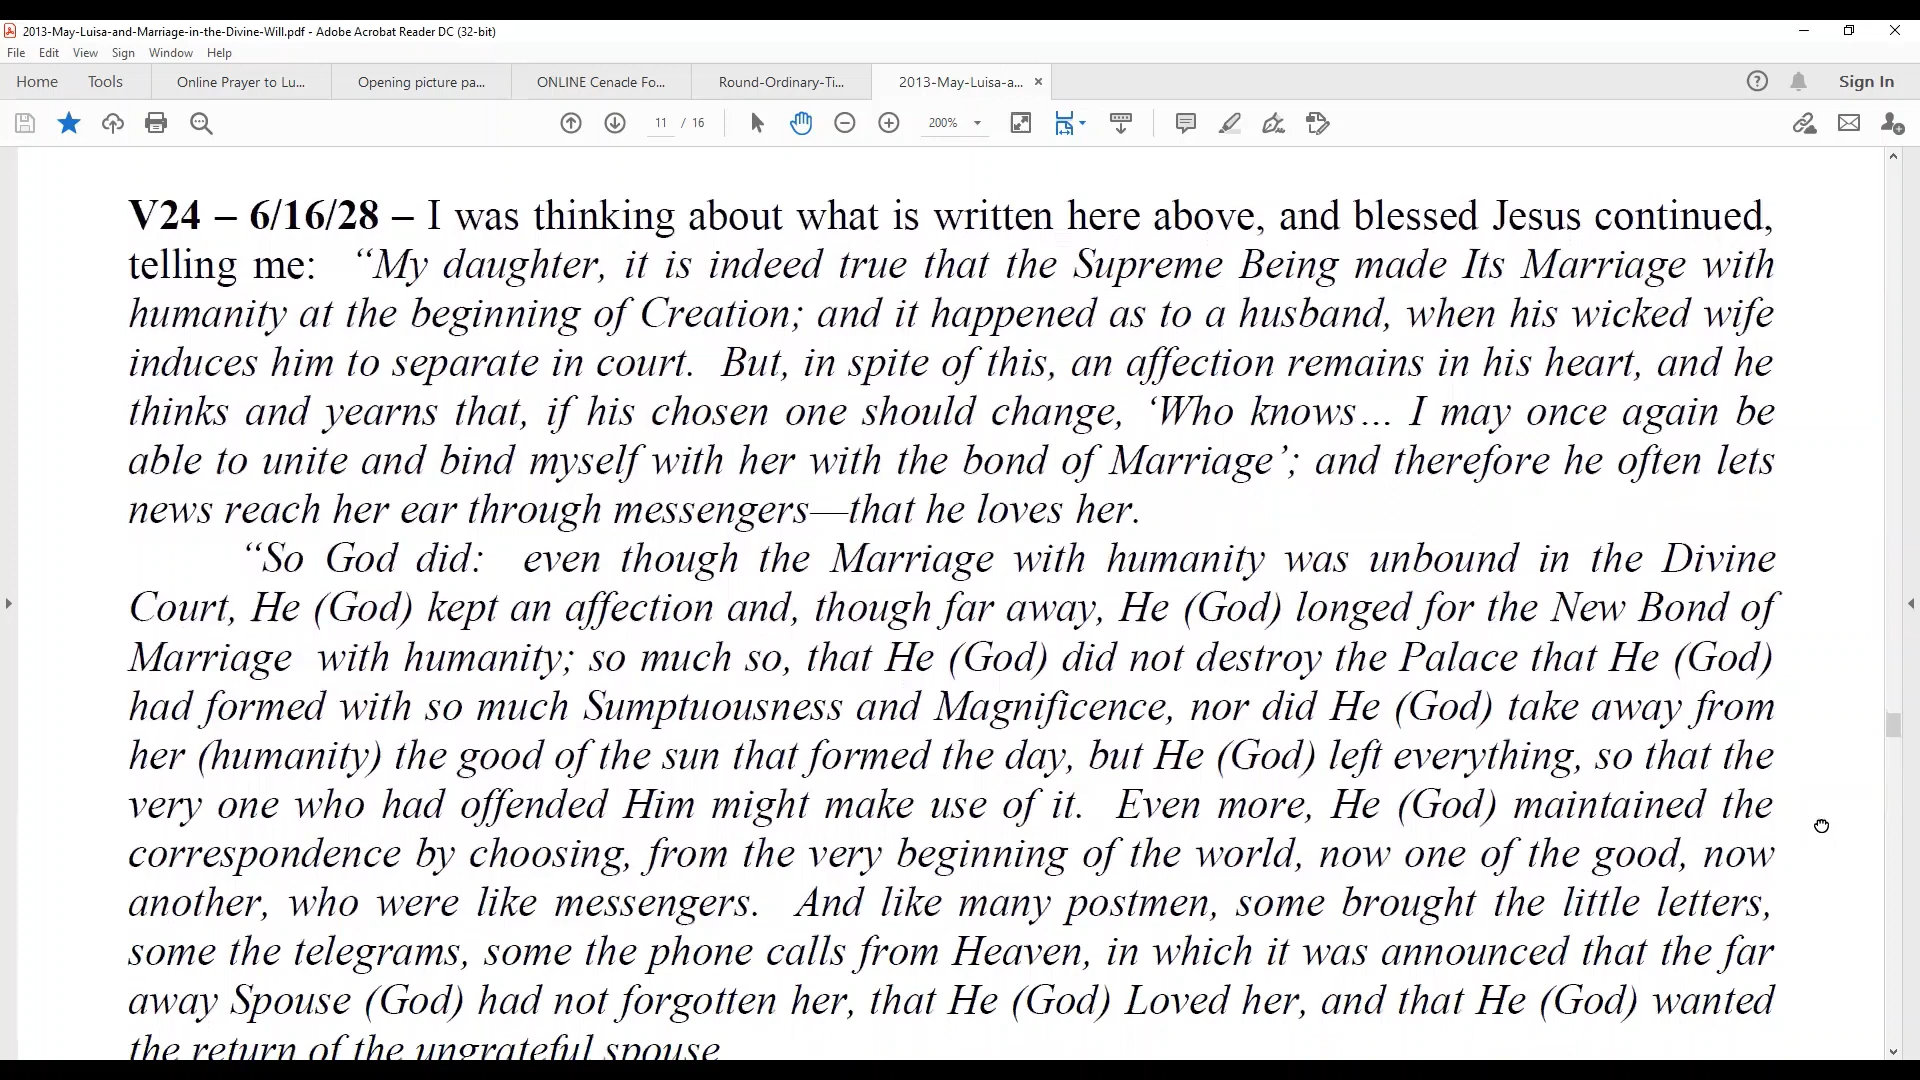 2013-May-Luisa-and-Marriage-in-the-Divine-Will.pdf - Adobe Acrobat Reader DC (32-bit)
File Edit View Sign Window Help
Home Tools Online Prayer to Lu... Opening picture pa... ONLINE Cenacle Fo... Round-Ordinary-Ti... 2013-May-Luisa-a... × Sign In
11 / 16 200%
V24 – 6/16/28 – I was thinking about what is written here above, and blessed Jesus continued,
telling me: “My daughter, it is indeed true that the Supreme Being made Its Marriage with
humanity at the beginning of Creation; and it happened as to a husband, when his wicked wife
induces him to separate in court. But, in spite of this, an affection remains in his heart, and he
thinks and yearns that, if his chosen one should change, ‘Who knows… I may once again be
able to unite and bind myself with her with the bond of Marriage’; and therefore he often lets
news reach her ear through messengers—that he loves her.
“So God did: even though the Marriage with humanity was unbound in the Divine
Court, He (God) kept an affection and, though far away, He (God) longed for the New Bond of
Marriage with humanity; so much so, that He (God) did not destroy the Palace that He (God)
had formed with so much Sumptuousness and Magnificence, nor did He (God) take away from
her (humanity) the good of the sun that formed the day, but He (God) left everything, so that the
very one who had offended Him might make use of it. Even more, He (God) maintained the
correspondence by choosing, from the very beginning of the world, now one of the good, now
another, who were like messengers. And like many postmen, some brought the little letters,
some the telegrams, some the phone calls from Heaven, in which it was announced that the far
away Spouse (God) had not forgotten her, that He (God) Loved her, and that He (God) wanted
the return of the ungrateful spouse